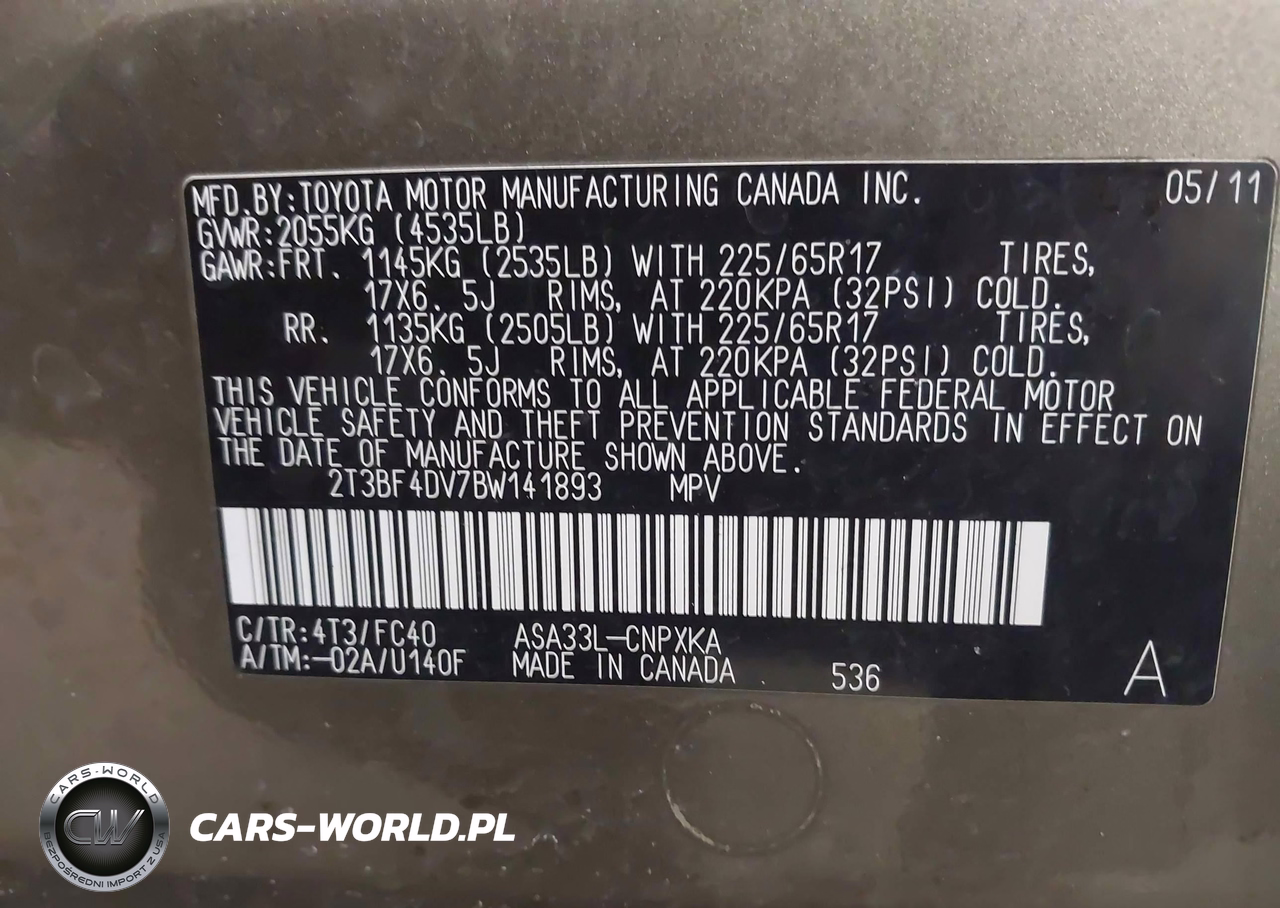 MFD.BY:TOYOTA MOTOR MANUFACTURING CANADA INC. 05/11
GVWR:2055KG (4535LB)
GAWR:FRT. 1145KG (2535LB) WITH 225/65R17 TIRES,
17X6.5J RIMS, AT 220KPA (32PSI) COLD.
RR. 1135KG (2505LB) WITH 225/65R17 TIRES,
17X6.5J RIMS, AT 220KPA (32PSI) COLD.
THIS VEHICLE CONFORMS TO ALL APPLICABLE FEDERAL MOTOR
VEHICLE SAFETY AND THEFT PREVENTION STANDARDS IN EFFECT ON
THE DATE OF MANUFACTURE SHOWN ABOVE.
2T3BF4DV7BW141893 MPV
C/TR:4T3/FC40 ASA33L-CNPXKA
A/TM:-02A/U140F MADE IN CANADA 536 A
CARS-WORLD
CW
BEZPOŚREDNI IMPORT Z USA
CARS-WORLD.PL